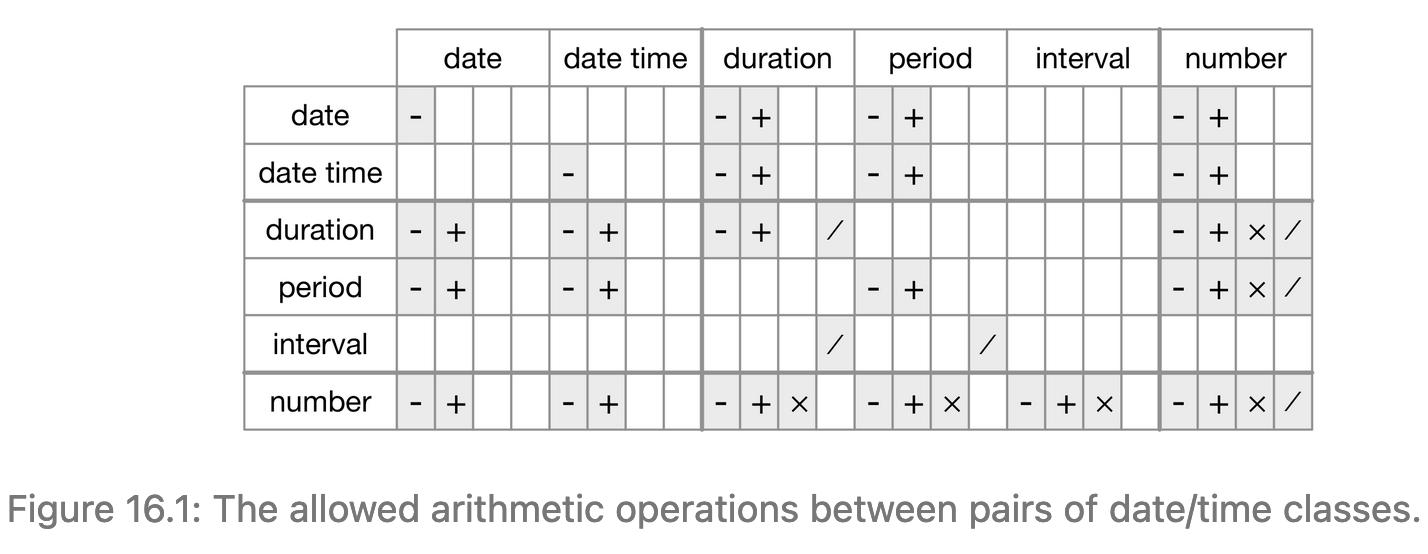 date date time duration period interval number
date - - + - + - +
date time - - + - + - +
duration - + - + - + / - + × /
period - + - + - + - + × /
interval / /
number - + - + - + × - + × - + × - + × /
Figure 16.1: The allowed arithmetic operations between pairs of date/time classes.